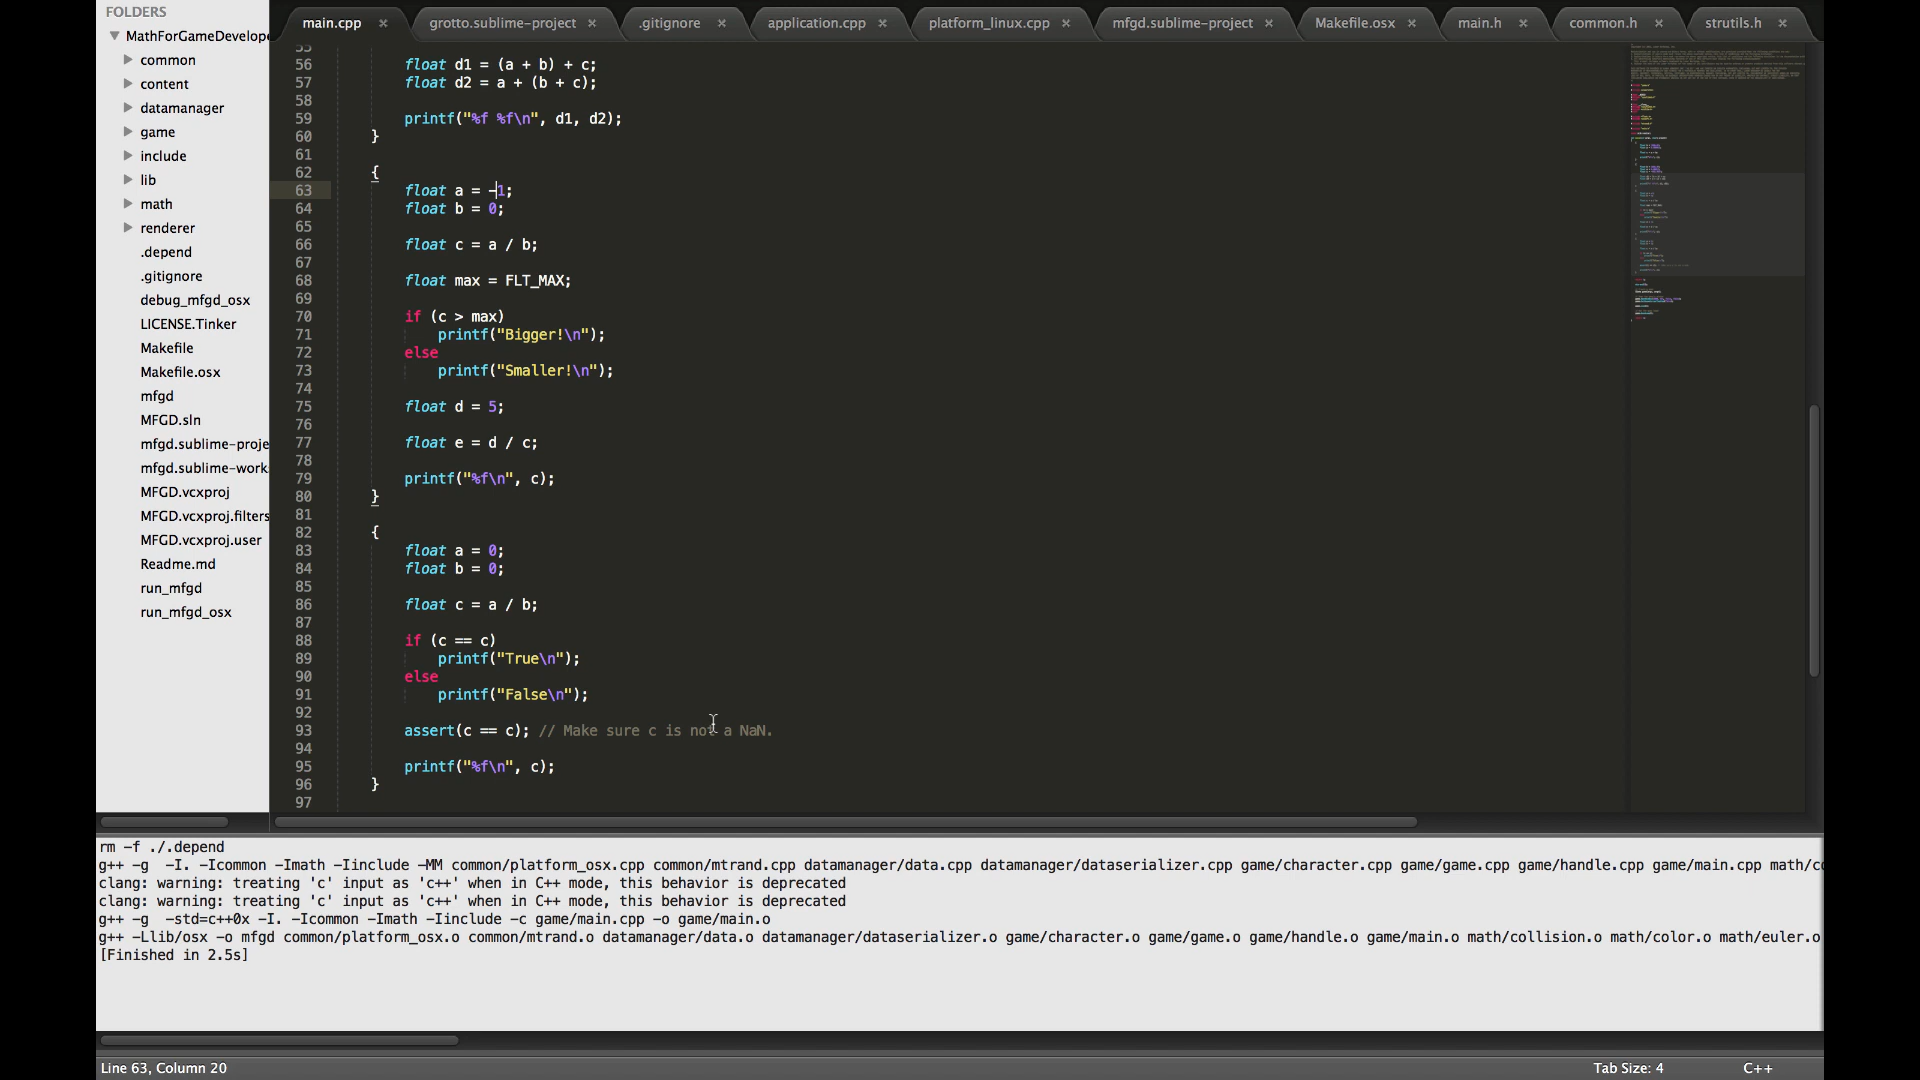 FOLDERS
MathForGameDevelope
common
content
datamanager
game
include
lib
math
renderer
.depend
.gitignore
debug_mfgd_osx
LICENSE.Tinker
Makefile
Makefile.osx
mfgd
MFGD.sln
mfgd.sublime-proje
mfgd.sublime-work
MFGD.vcxproj
MFGD.vcxproj.filters
MFGD.vcxproj.user
Readme.md
run_mfgd
run_mfgd_osx
main.cpp × grotto.sublime-project × .gitignore × application.cpp × platform_linux.cpp × mfgd.sublime-project × Makefile.osx × main.h × common.h × strutils.h ×
55
56 float d1 = (a + b) + c;
57 float d2 = a + (b + c);
58
59 printf("%f %f\n", d1, d2);
60 }
61
62 {
63 float a = -1;
64 float b = 0;
65
66 float c = a / b;
67
68 float max = FLT_MAX;
69
70 if (c > max)
71 printf("Bigger!\n");
72 else
73 printf("Smaller!\n");
74
75 float d = 5;
76
77 float e = d / c;
78
79 printf("%f\n", c);
80 }
81
82 {
83 float a = 0;
84 float b = 0;
85
86 float c = a / b;
87
88 if (c == c)
89 printf("True\n");
90 else
91 printf("False\n");
92
93 assert(c == c); // Make sure c is not a NaN.
94
95 printf("%f\n", c);
96 }
97
rm -f ./.depend
g++ -g -I. -Icommon -Imath -Iinclude -MM common/platform_osx.cpp common/mtrand.cpp datamanager/data.cpp datamanager/dataserializer.cpp game/character.cpp game/game.cpp game/handle.cpp game/main.cpp math/co
clang: warning: treating 'c' input as 'c++' when in C++ mode, this behavior is deprecated
clang: warning: treating 'c' input as 'c++' when in C++ mode, this behavior is deprecated
g++ -g -std=c++0x -I. -Icommon -Imath -Iinclude -c game/main.cpp -o game/main.o
g++ -Llib/osx -o mfgd common/platform_osx.o common/mtrand.o datamanager/data.o datamanager/dataserializer.o game/character.o game/game.o game/handle.o game/main.o math/collision.o math/color.o math/euler.o
[Finished in 2.5s]
Line 63, Column 20
Tab Size: 4
C++